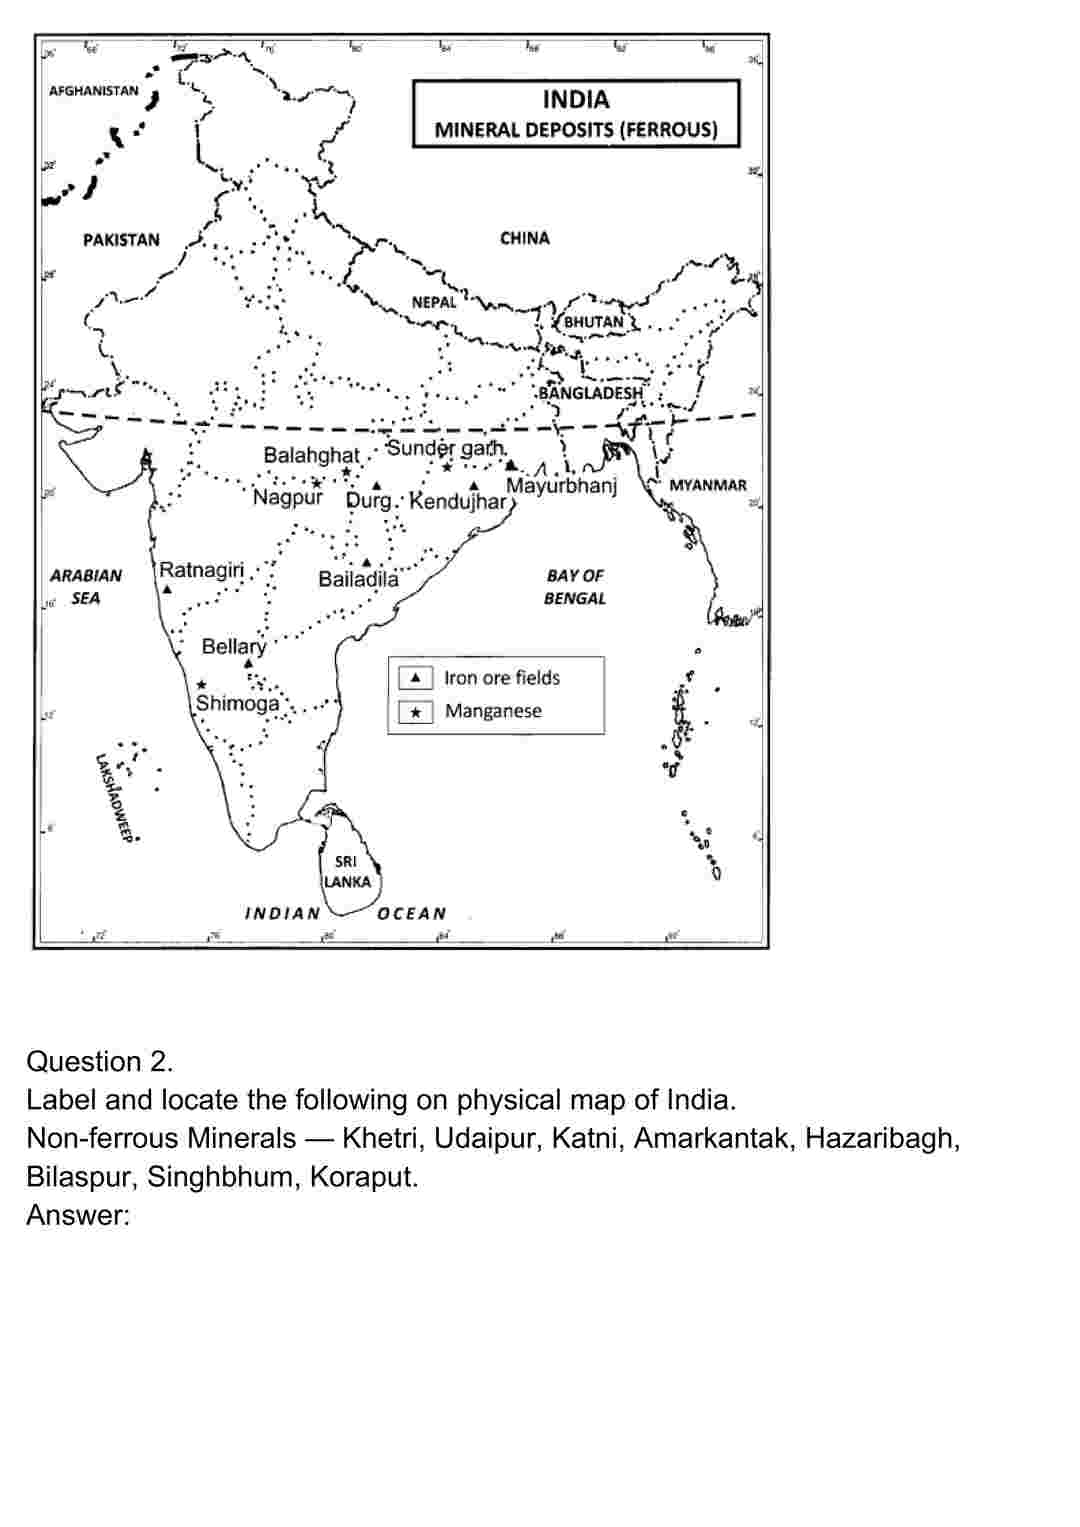 AFGHANISTAN
INDIA
MINERAL DEPOSITS (FERROUS)
PAKISTAN
CHINA
NEPAL
BHUTAN
BANGLADESH
Balahghat
Sunder garh
Nagpur
Durg
Kendujhar
Mayurbhanj
MYANMAR
Ratnagiri
Bailadila
ARABIAN
SEA
BAY OF
BENGAL
Bellary
Shimoga
Iron ore fields
Manganese
LAKSHADWEEP
SRI
LANKA
INDIAN OCEAN
Question 2.
Label and locate the following on physical map of India.
Non-ferrous Minerals — Khetri, Udaipur, Katni, Amarkantak, Hazaribagh,
Bilaspur, Singhbhum, Koraput.
Answer: